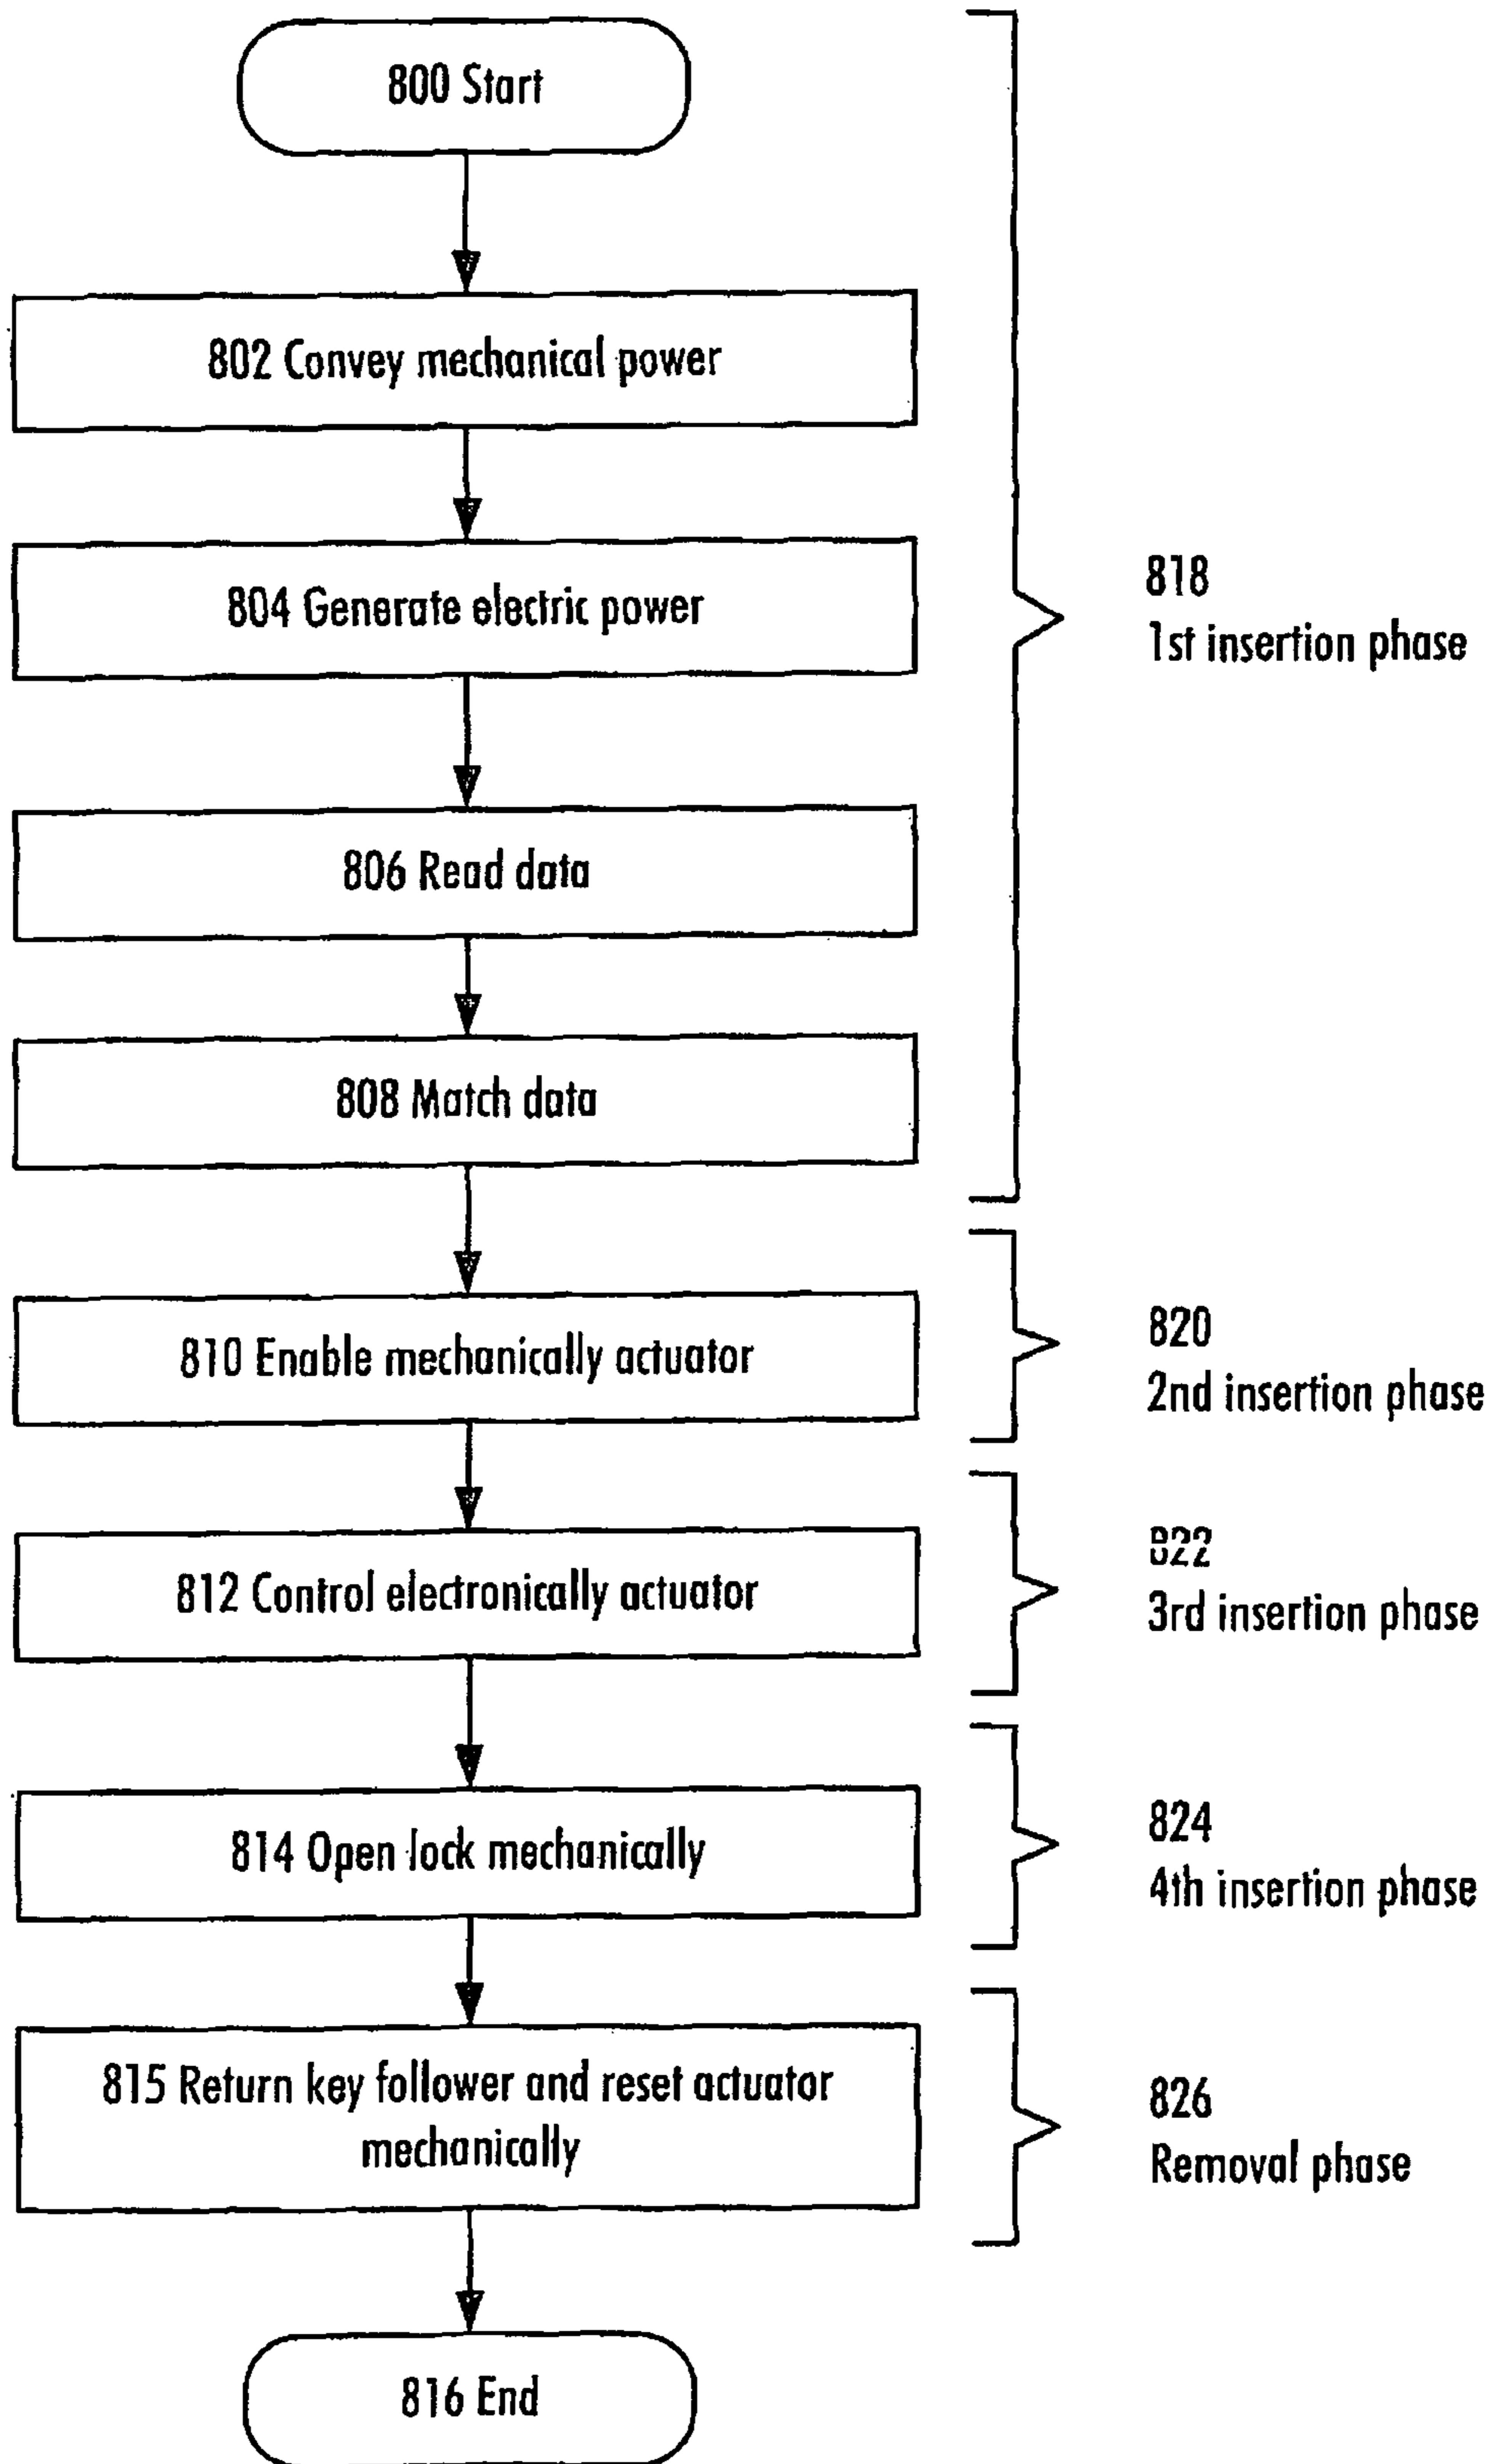 800 Start
802 Convey mechanical power
804 Generate electric power
818
1st insertion phase
806 Read data
808 Match data
810 Enable mechanically actuator
820
2nd insertion phase
812 Control electronically actuator
822
3rd insertion phase
814 Open lock mechanically
824
4th insertion phase
815 Return key follower and reset actuator
mechanically
826
Removal phase
816 End